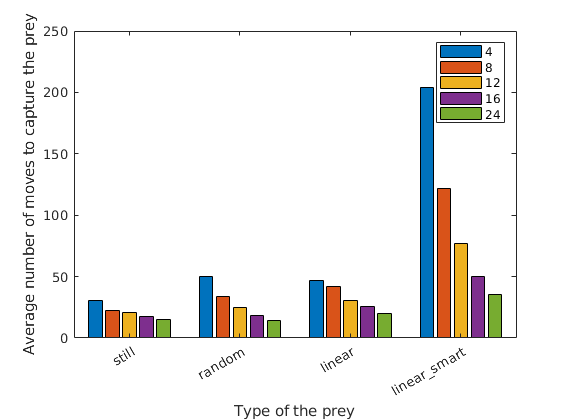 Average number of moves to capture the prey
250
200
150
100
50
0
4
8
12
16
24
still
random
linear
linear_smart
Type of the prey